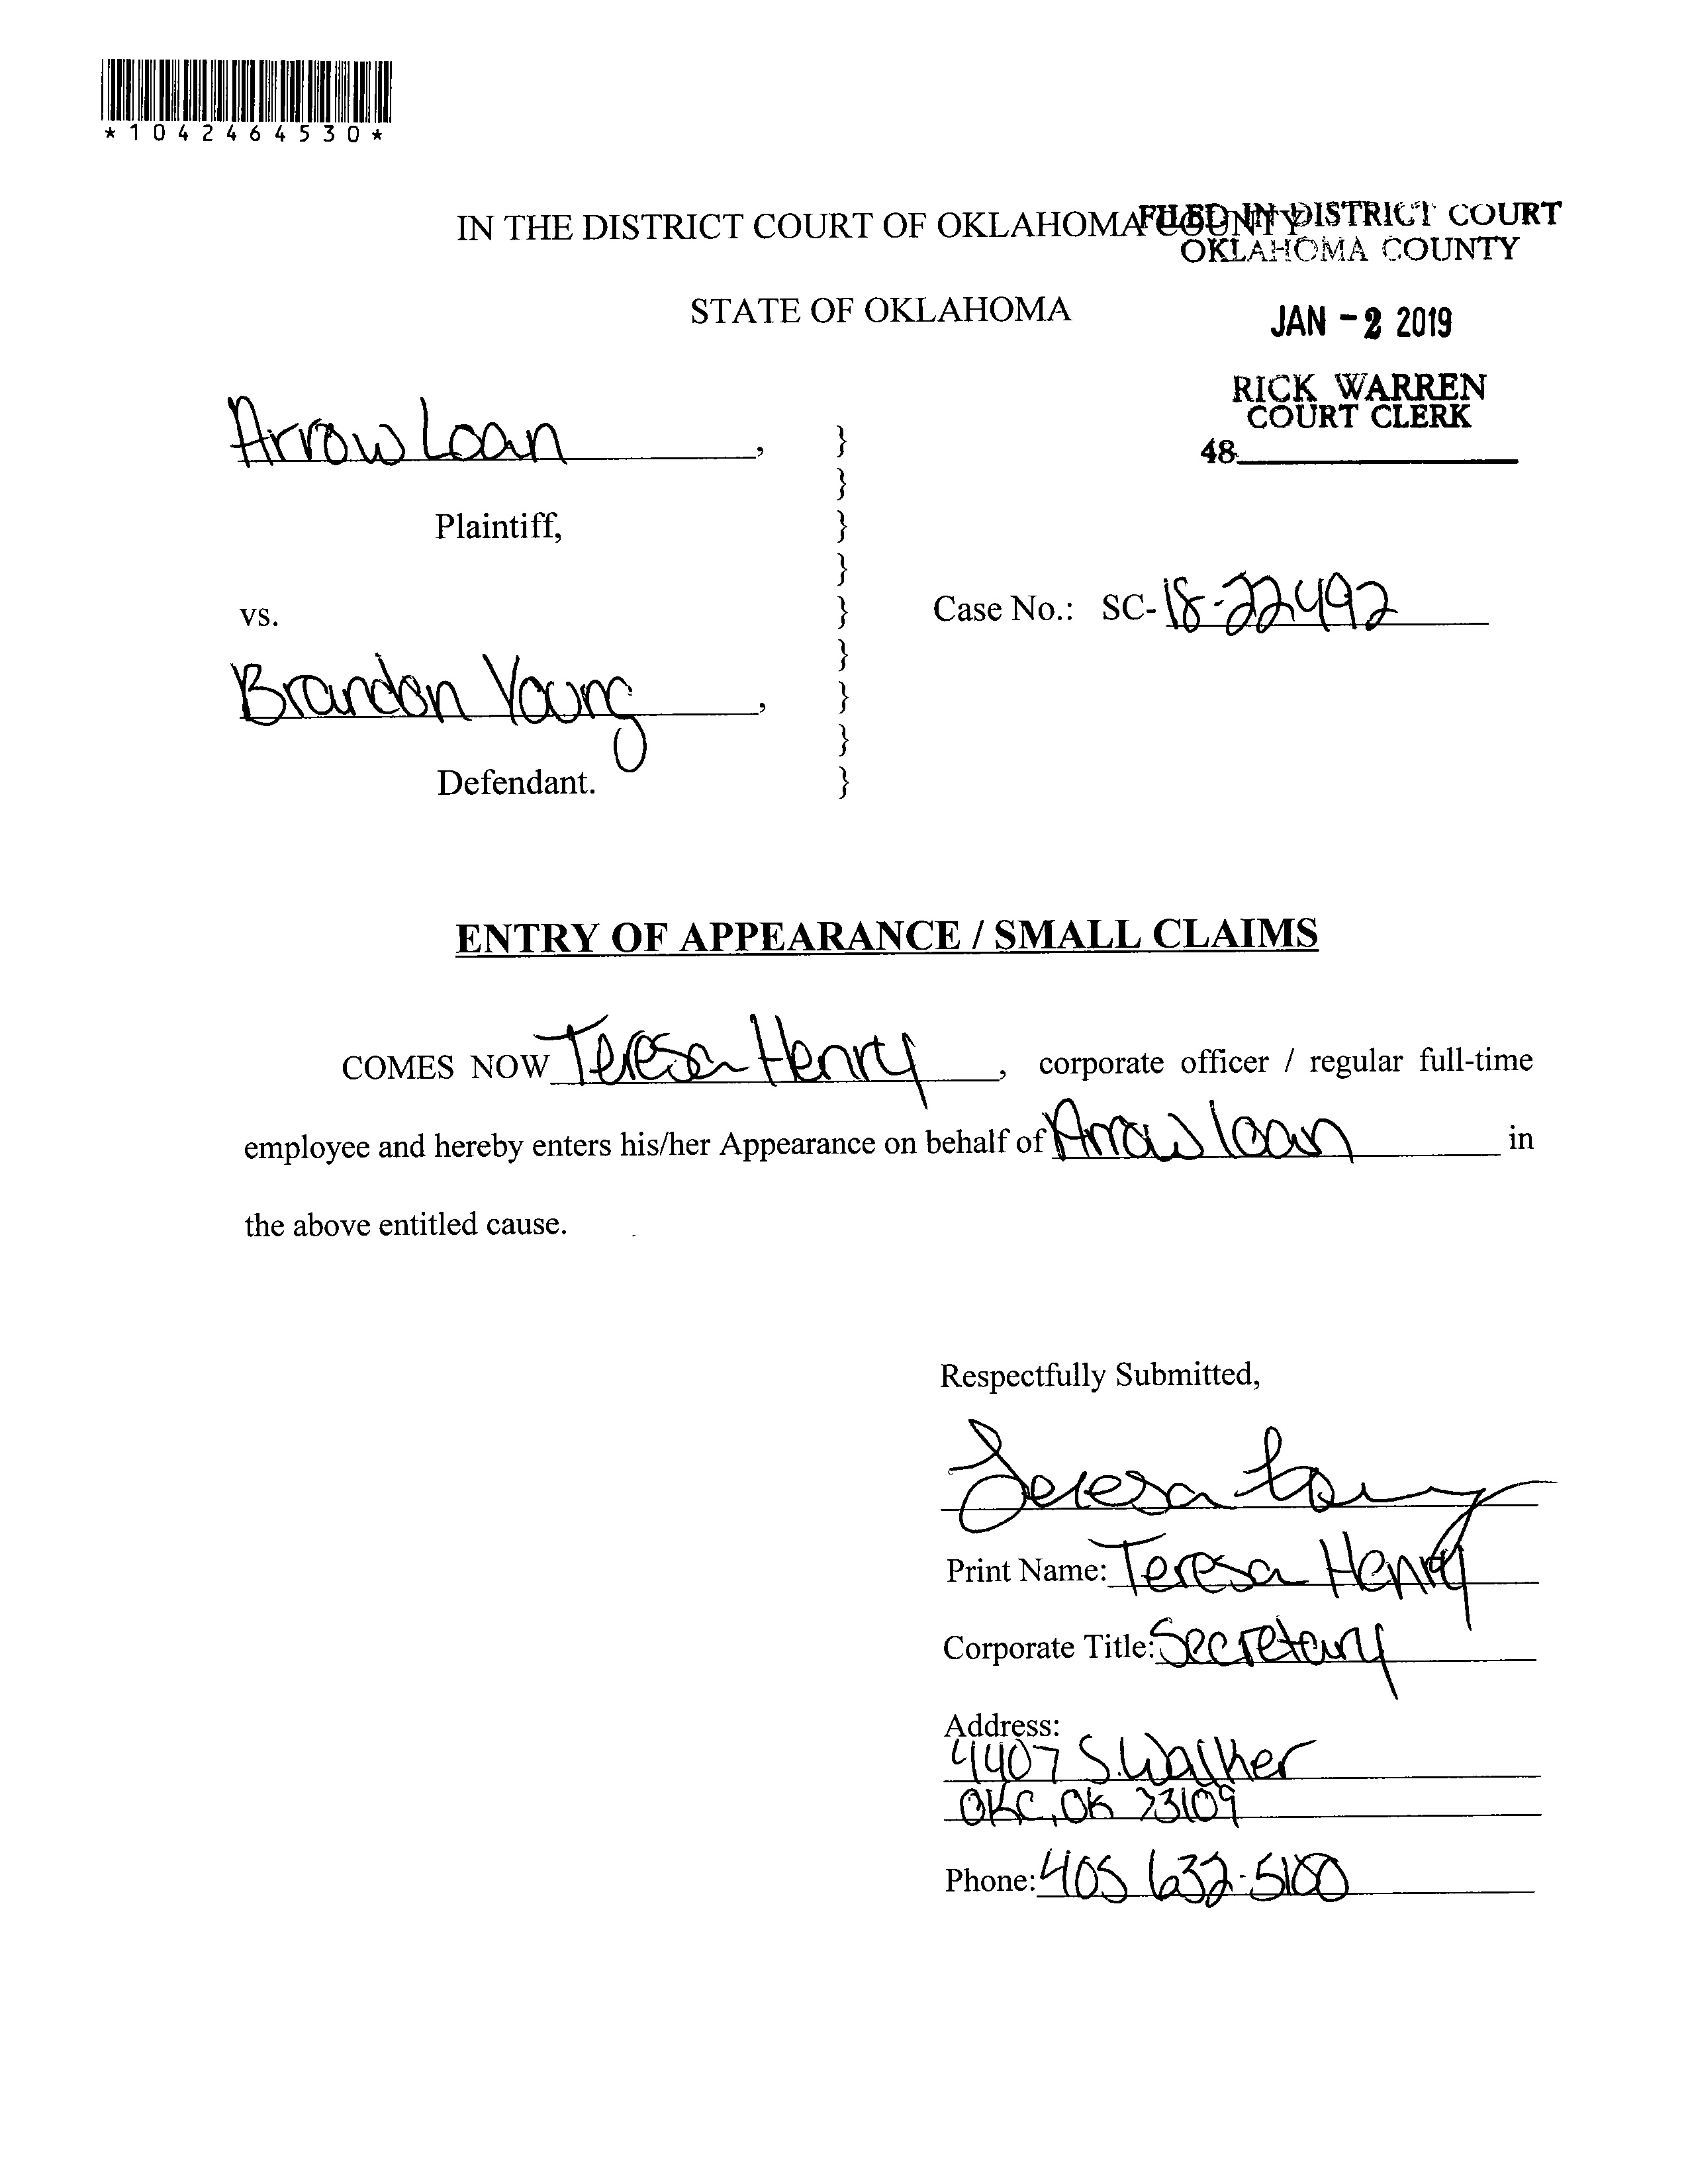 *1042464530*
IN THE DISTRICT COURT OF OKLAHOMA COUNTY
FILED IN DISTRICT COURT
OKLAHOMA COUNTY
STATE OF OKLAHOMA
JAN -2 2019
RICK WARREN
COURT CLERK
48
Arrow Loan,
Plaintiff,
vs.
Case No.: SC-18-22492
Brandon Young,
Defendant.
}
}
}
}
}
}
}
}
}
ENTRY OF APPEARANCE / SMALL CLAIMS
COMES NOW Teresa Henry, corporate officer / regular full-time
employee and hereby enters his/her Appearance on behalf of Arrow loan in
the above entitled cause.
Respectfully Submitted,
Teresa Henry
Print Name: Teresa Henry
Corporate Title: Secretary
Address:
4407 S. Walker
OKC, OK 73109
Phone: 405 632-5100